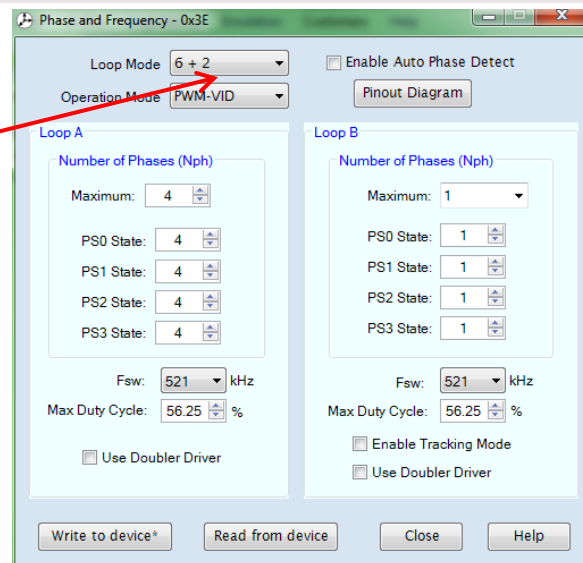 Phase and Frequency - 0x3E
Loop Mode 6 + 2
Enable Auto Phase Detect
Operation Mode PWM-VID
Pinout Diagram
Loop A
Number of Phases (Nph)
Maximum: 4
PS0 State: 4
PS1 State: 4
PS2 State: 4
PS3 State: 4
Fsw: 521 kHz
Max Duty Cycle: 56.25 %
Use Doubler Driver
Loop B
Number of Phases (Nph)
Maximum: 1
PS0 State: 1
PS1 State: 1
PS2 State: 1
PS3 State: 1
Fsw: 521 kHz
Max Duty Cycle: 56.25 %
Enable Tracking Mode
Use Doubler Driver
Write to device*
Read from device
Close
Help